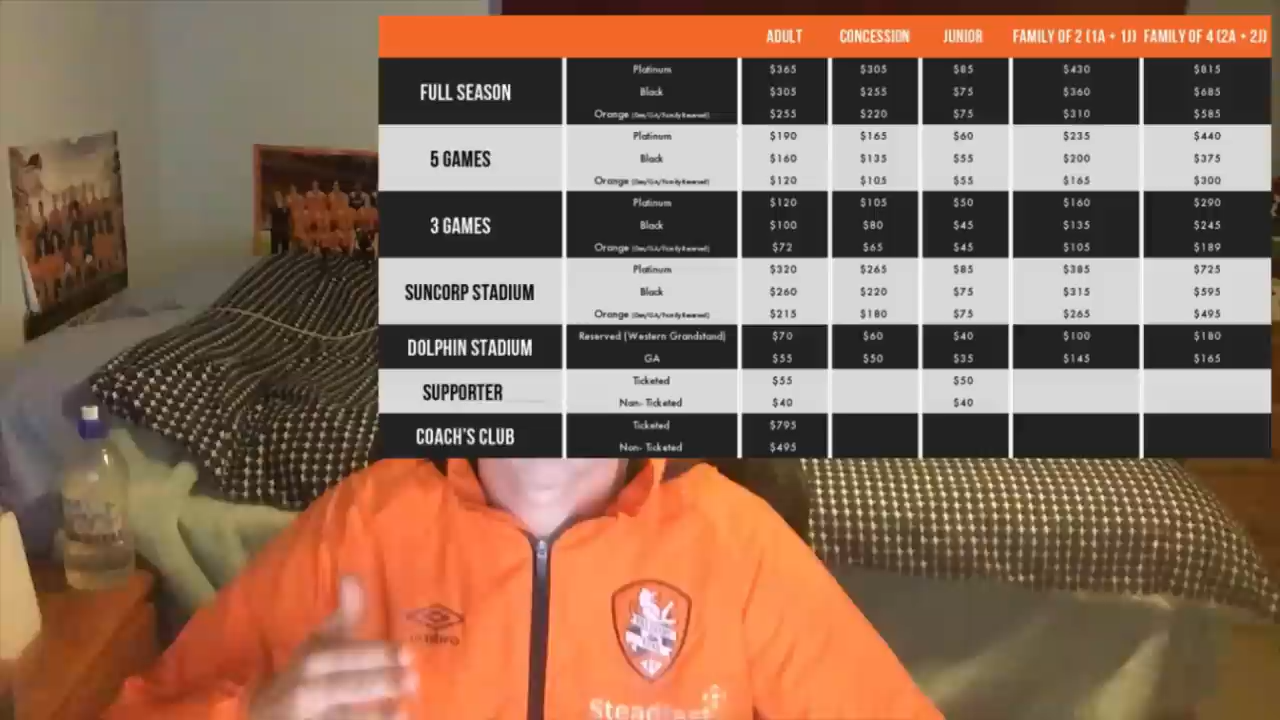 ADULT CONCESSION JUNIOR FAMILY OF 2 (1A + 1J) FAMILY OF 4 (2A + 2J)
FULL SEASON
Platinum $365 $305 $85 $430 $815
Black $305 $255 $75 $360 $685
Orange $255 $220 $75 $310 $585
5 GAMES
Platinum $190 $165 $60 $235 $440
Black $160 $135 $55 $200 $375
Orange $120 $105 $55 $165 $300
3 GAMES
Platinum $120 $105 $50 $160 $290
Black $100 $80 $45 $135 $245
Orange $72 $65 $45 $105 $189
SUNCORP STADIUM
Platinum $320 $265 $85 $385 $725
Black $260 $220 $75 $315 $595
Orange $215 $180 $75 $265 $495
DOLPHIN STADIUM
Reserved (Western Grandstand) $70 $60 $40 $100 $180
GA $55 $50 $35 $145 $165
SUPPORTER
Ticketed $55 $50
Non- Ticketed $40 $40
COACH'S CLUB
Ticketed $795
Non- Ticketed $495
umbro